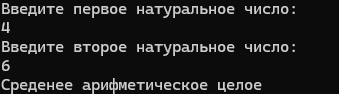 Введите первое натуральное число:
4
Введите второе натуральное число:
6
Среденее арифметическое целое